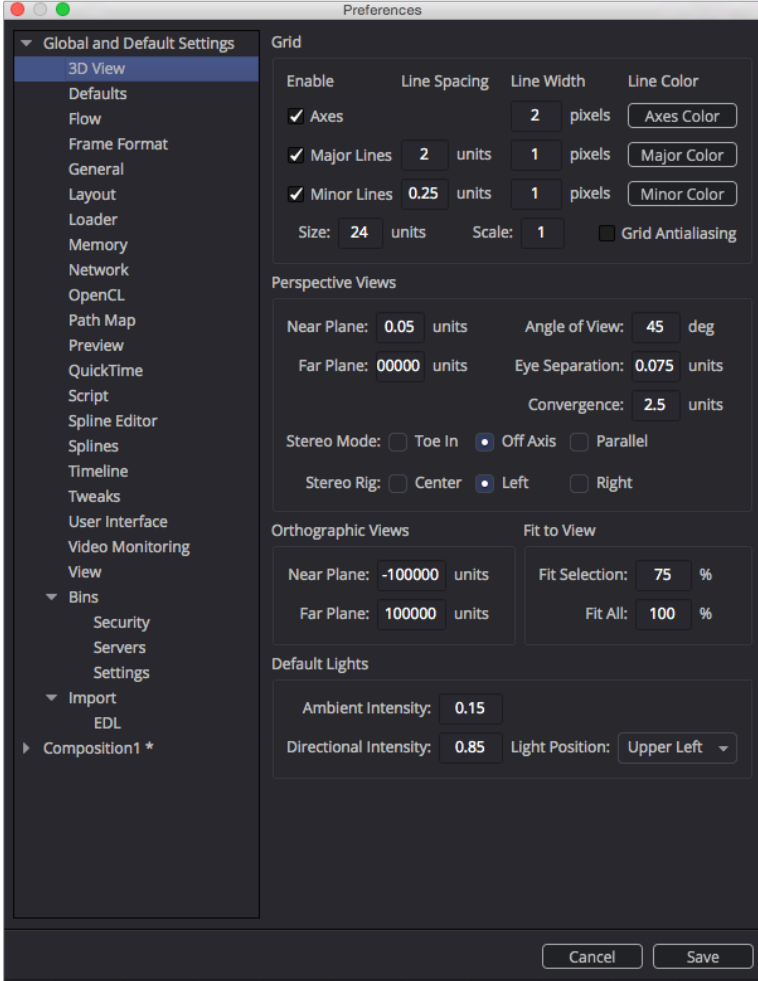 Preferences
Global and Default Settings
3D View
Defaults
Flow
Frame Format
General
Layout
Loader
Memory
Network
OpenCL
Path Map
Preview
QuickTime
Script
Spline Editor
Splines
Timeline
Tweaks
User Interface
Video Monitoring
View
Bins
Security
Servers
Settings
Import
EDL
Composition1 *
Grid
Enable Line Spacing Line Width Line Color
Axes 2 pixels Axes Color
Major Lines 2 units 1 pixels Major Color
Minor Lines 0.25 units 1 pixels Minor Color
Size: 24 units Scale: 1 Grid Antialiasing
Perspective Views
Near Plane: 0.05 units Angle of View: 45 deg
Far Plane: 00000 units Eye Separation: 0.075 units
Convergence: 2.5 units
Stereo Mode: Toe In Off Axis Parallel
Stereo Rig: Center Left Right
Orthographic Views
Near Plane: -100000 units
Far Plane: 100000 units
Fit to View
Fit Selection: 75 %
Fit All: 100 %
Default Lights
Ambient Intensity: 0.15
Directional Intensity: 0.85 Light Position: Upper Left
Cancel Save